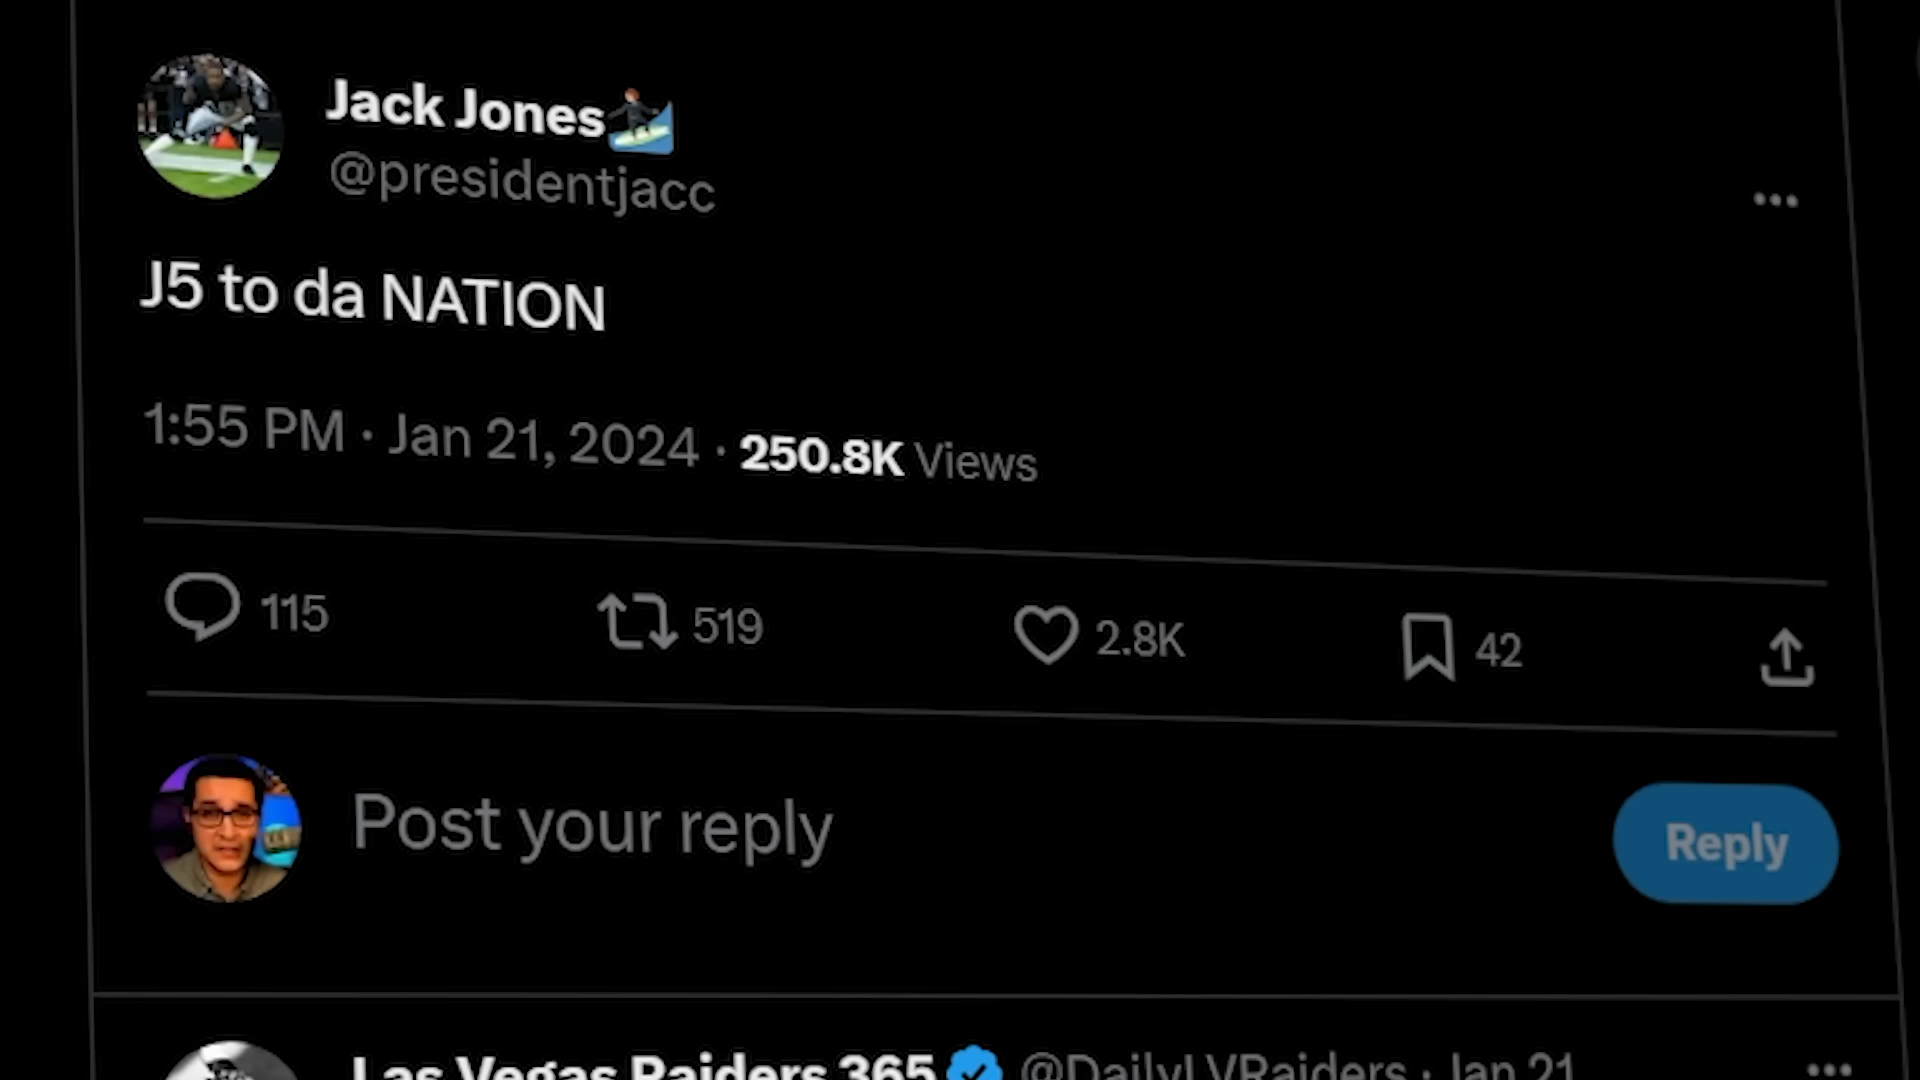 Jack Jones
@presidentjacc
J5 to da NATION
1:55 PM · Jan 21, 2024 · 250.8K Views
115 519 2.8K 42
Post your reply
Reply
Las Vegas Raiders 365 @DailyLVRaiders · Jan 21